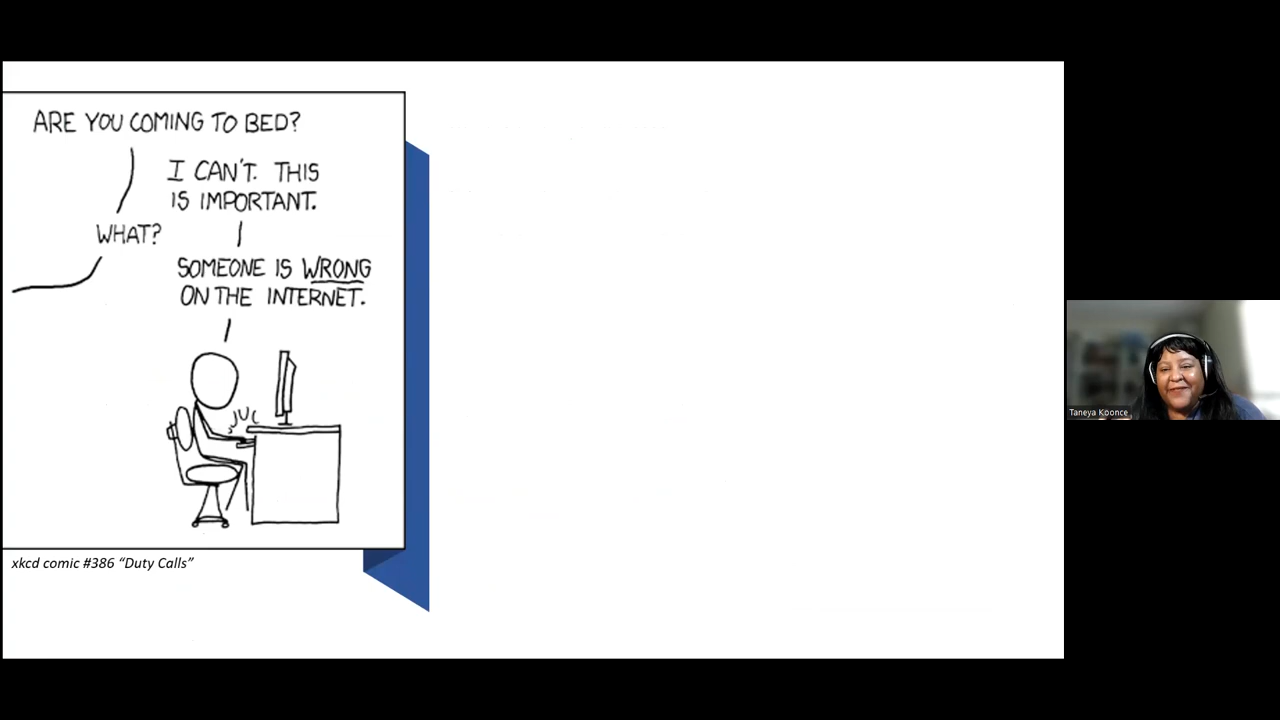 ARE YOU COMING TO BED?
I CAN'T. THIS
IS IMPORTANT.
WHAT?
SOMEONE IS WRONG
ON THE INTERNET.
xkcd comic #386 “Duty Calls”
Taneya Koonce